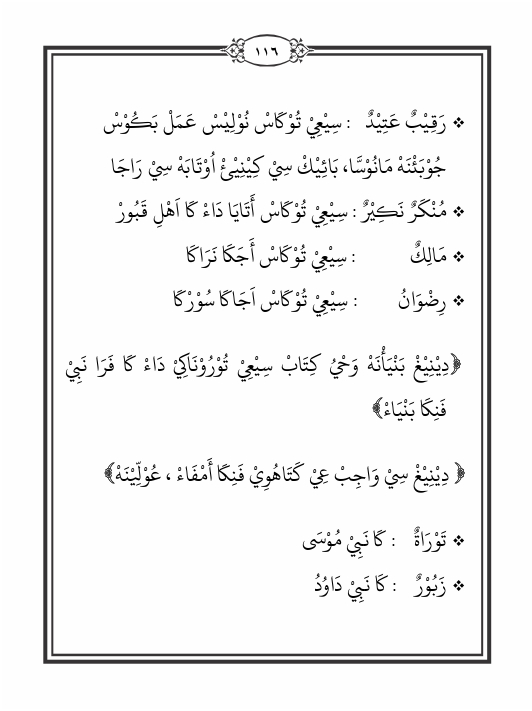 ١١٦
❖ رَقِيْبٌ عَتِيْدٌ : سِيْعِيْ تُوْكَاسْ نُوْلِيْسْ عَمَلْ بَكُوْسْ
جُوْبَئْنَهْ مَانُوْسَّا، بَائِيْكْ سِيْ كِيْنِيْئْ اُوْتَابَهْ سِيْ رَاجَا
❖ مُنْكَرٌ نَكِيْرٌ : سِيْعِيْ تُوْكَاسْ أَتَايَا دَاءْ كَا اَهْلِ قَبُورْ
❖ مَالِكٌ : سِيْعِيْ تُوْكَاسْ أَجَكَا نَرَاكَا
❖ رِضْوَانُ : سِيْعِيْ تُوْكَاسْ اَجَاكَا سُوْرْكَا
﴿دِيْنِيْغْ بَنْيَأْنَهْ وَحْيُ كِتَابْ سِيْعِيْ تُوْرُوْنَاكِيْ دَاءْ كَا فَرَا نَبِيْ
فَنِكَا بَنْيَاءْ﴾
﴿ دِيْنِيْغْ سِيْ وَاجِبْ عِيْ كَتَاهُوِيْ فَنِكَا أَمْفَاءْ ، عُوْلِّيْنَهْ﴾
❖ تَوْرَاةٌ : كَا نَبِيْ مُوْسَى
❖ زَبُوْرٌ : كَا نَبِيْ دَاوُدُ